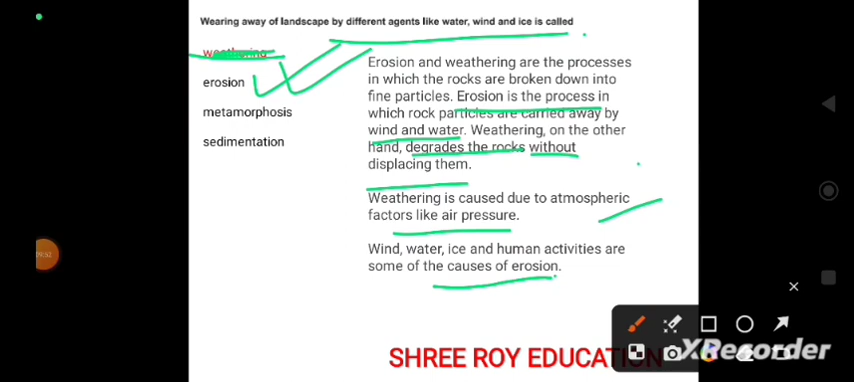 Wearing away of landscape by different agents like water, wind and ice is called
weathering
erosion
metamorphosis
sedimentation
Erosion and weathering are the processes
in which the rocks are broken down into
fine particles. Erosion is the process in
which rock particles are carried away by
wind and water. Weathering, on the other
hand, degrades the rocks without
displacing them.
Weathering is caused due to atmospheric
factors like air pressure.
Wind, water, ice and human activities are
some of the causes of erosion.
SHREE ROY EDUCATION
XRecorder